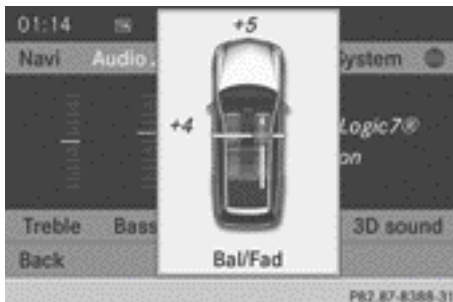 01:14
+5
Navi Audio System
+4
Logic7®
on
Treble Bass 3D sound
Back Bal/Fad
P82.87-8388-31